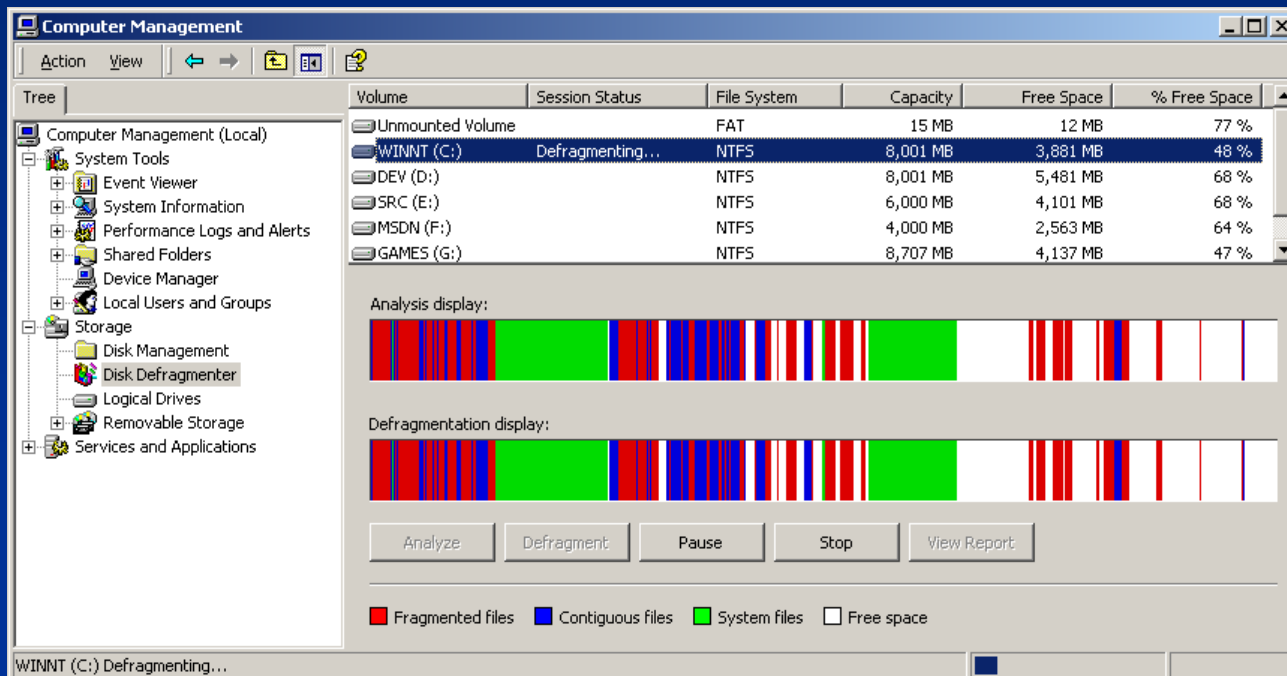 Computer Management
Action View
Tree
Computer Management (Local)
System Tools
Event Viewer
System Information
Performance Logs and Alerts
Shared Folders
Device Manager
Local Users and Groups
Storage
Disk Management
Disk Defragmenter
Logical Drives
Removable Storage
Services and Applications
Volume Session Status File System Capacity Free Space % Free Space
Unmounted Volume FAT 15 MB 12 MB 77 %
WINNT (C:) Defragmenting... NTFS 8,001 MB 3,881 MB 48 %
DEV (D:) NTFS 8,001 MB 5,481 MB 68 %
SRC (E:) NTFS 6,000 MB 4,101 MB 68 %
MSDN (F:) NTFS 4,000 MB 2,563 MB 64 %
GAMES (G:) NTFS 8,707 MB 4,137 MB 47 %
Analysis display:
Defragmentation display:
Analyze Defragment Pause Stop View Report
Fragmented files Contiguous files System files Free space
WINNT (C:) Defragmenting...